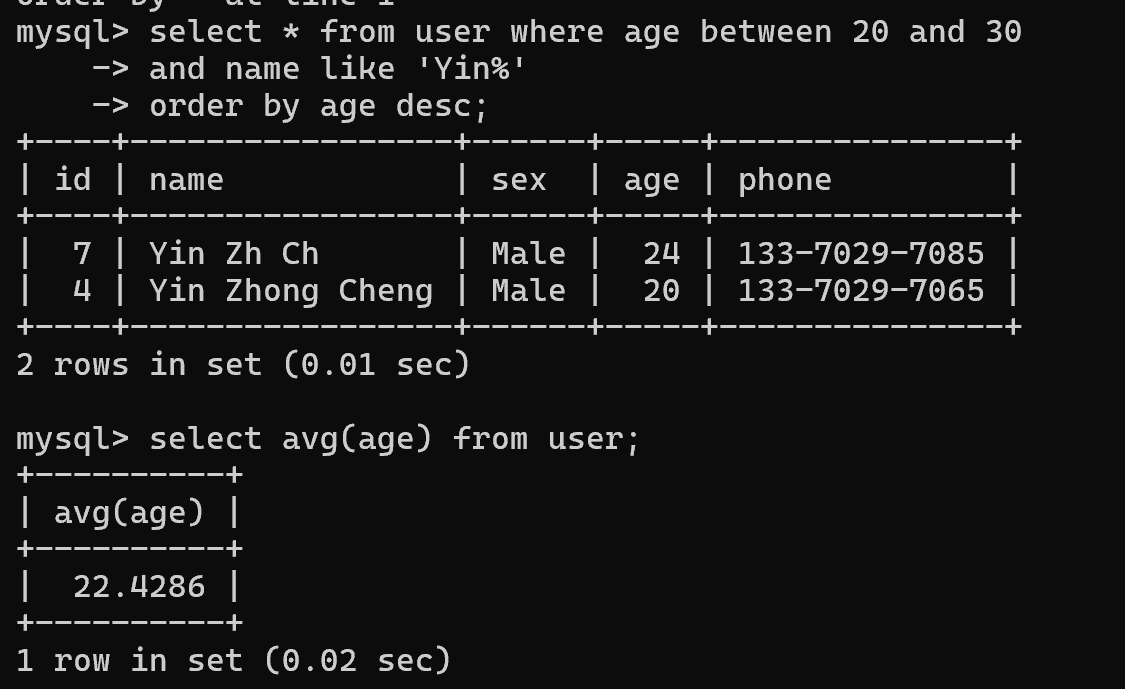 mysql> select * from user where age between 20 and 30
    -> and name like 'Yin%'
    -> order by age desc;
+----+----------------+------+-----+--------------+
| id | name           | sex  | age | phone        |
+----+----------------+------+-----+--------------+
|  7 | Yin Zh Ch      | Male |  24 | 133-7029-7085 |
|  4 | Yin Zhong Cheng | Male |  20 | 133-7029-7065 |
+----+----------------+------+-----+--------------+
2 rows in set (0.01 sec)

mysql> select avg(age) from user;
+----------+
| avg(age) |
+----------+
|  22.4286 |
+----------+
1 row in set (0.02 sec)